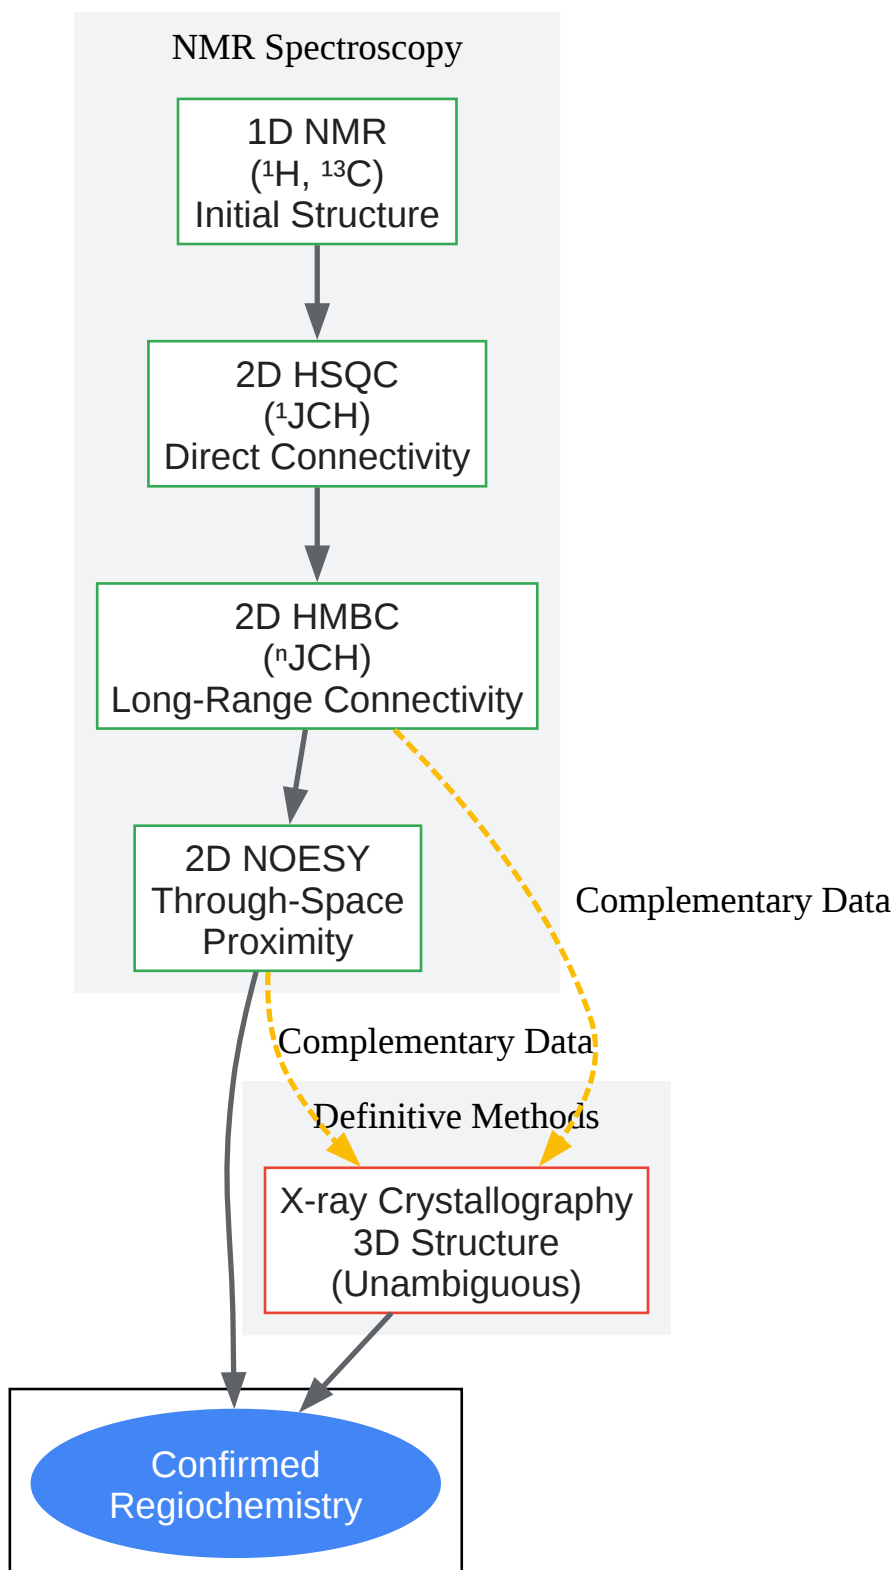 NMR Spectroscopy
1D NMR
(¹H, ¹³C)
Initial Structure
2D HSQC
(¹JCH)
Direct Connectivity
2D HMBC
(ⁿJCH)
Long-Range Connectivity
2D NOESY
Through-Space
Proximity
Complementary Data
Complementary Data
Definitive Methods
X-ray Crystallography
3D Structure
(Unambiguous)
Confirmed
Regiochemistry